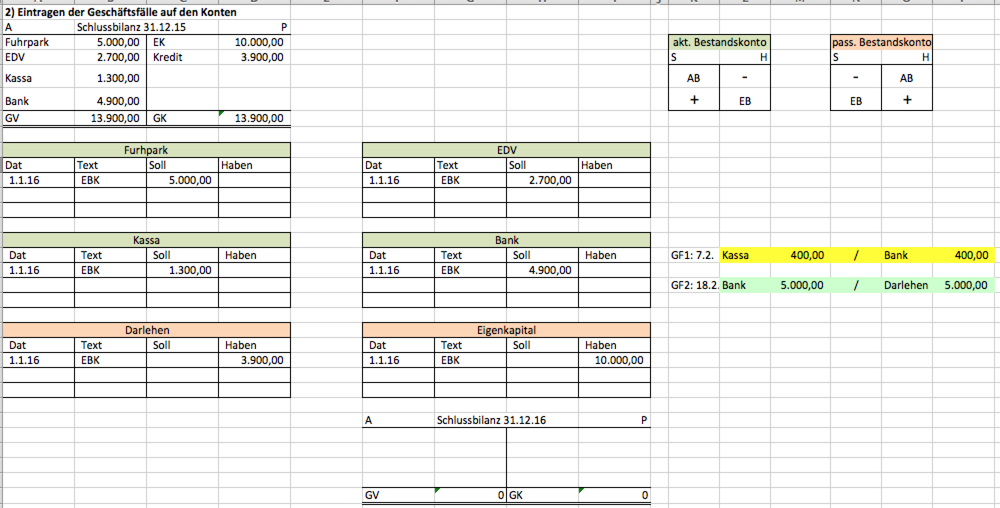 2) Eintragen der Geschäftsfälle auf den Konten
A Schlussbilanz 31.12.15 P
Fuhrpark 5.000,00 EK 10.000,00
EDV 2.700,00 Kredit 3.900,00
Kassa 1.300,00
Bank 4.900,00
GV 13.900,00 GK 13.900,00
akt. Bestandskonto
S H
AB -
+ EB
pass. Bestandskonto
S H
- AB
EB +
Furhpark
Dat Text Soll Haben
1.1.16 EBK 5.000,00
EDV
Dat Text Soll Haben
1.1.16 EBK 2.700,00
Kassa
Dat Text Soll Haben
1.1.16 EBK 1.300,00
Bank
Dat Text Soll Haben
1.1.16 EBK 4.900,00
GF1: 7.2. Kassa 400,00 / Bank 400,00
GF2: 18.2. Bank 5.000,00 / Darlehen 5.000,00
Darlehen
Dat Text Soll Haben
1.1.16 EBK 3.900,00
Eigenkapital
Dat Text Soll Haben
1.1.16 EBK 10.000,00
A Schlussbilanz 31.12.16 P
GV 0 GK 0